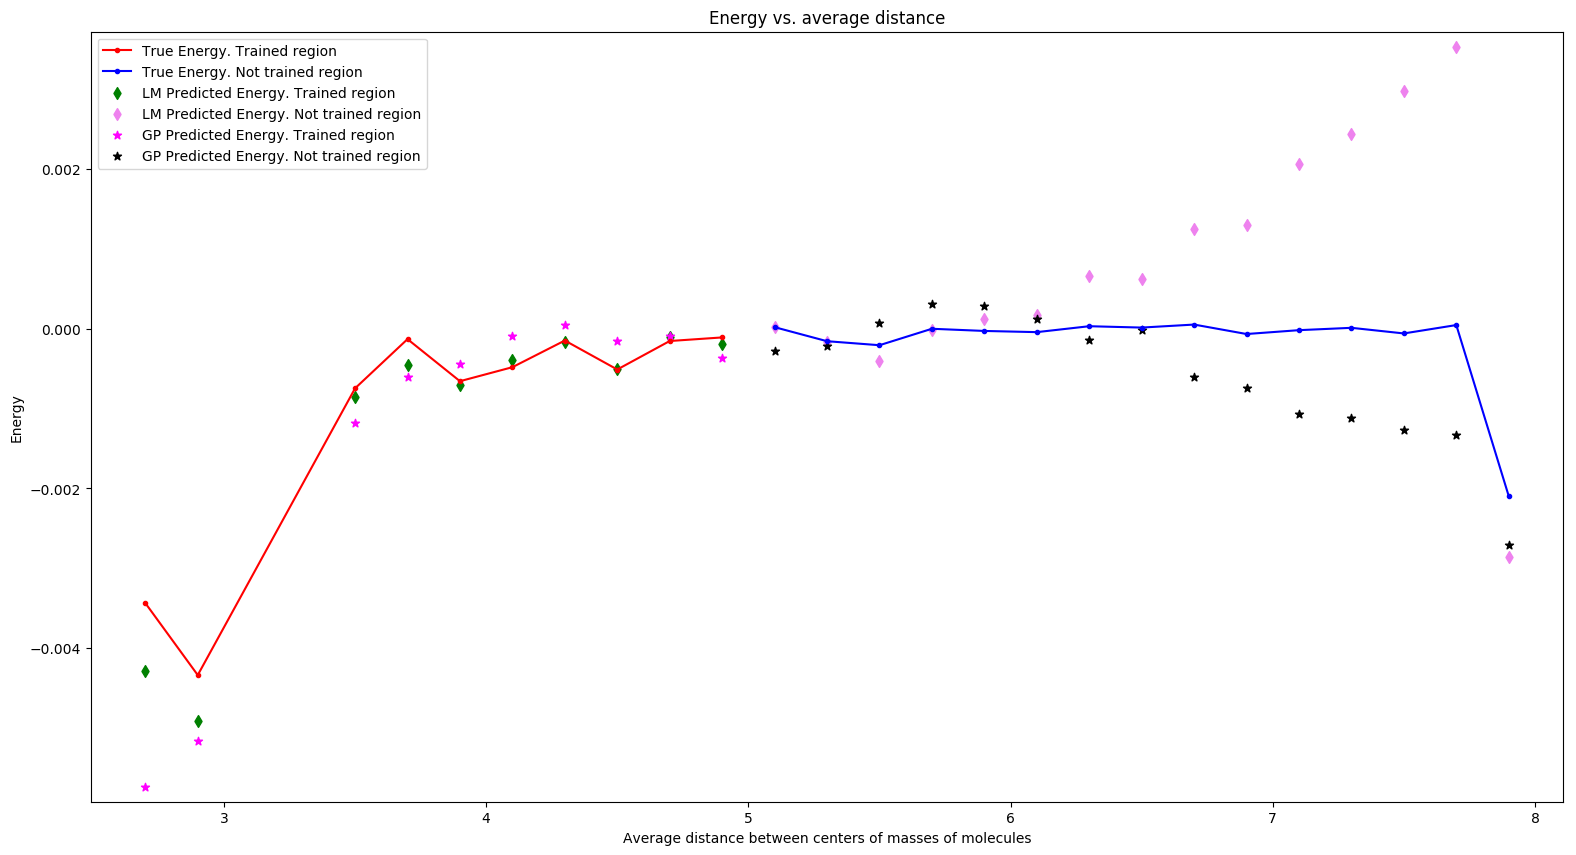 Energy vs. average distance
True Energy. Trained region
True Energy. Not trained region
LM Predicted Energy. Trained region
LM Predicted Energy. Not trained region
GP Predicted Energy. Trained region
GP Predicted Energy. Not trained region
0.002
0.000
−0.002
−0.004
Energy
3 4 5 6 7 8
Average distance between centers of masses of molecules